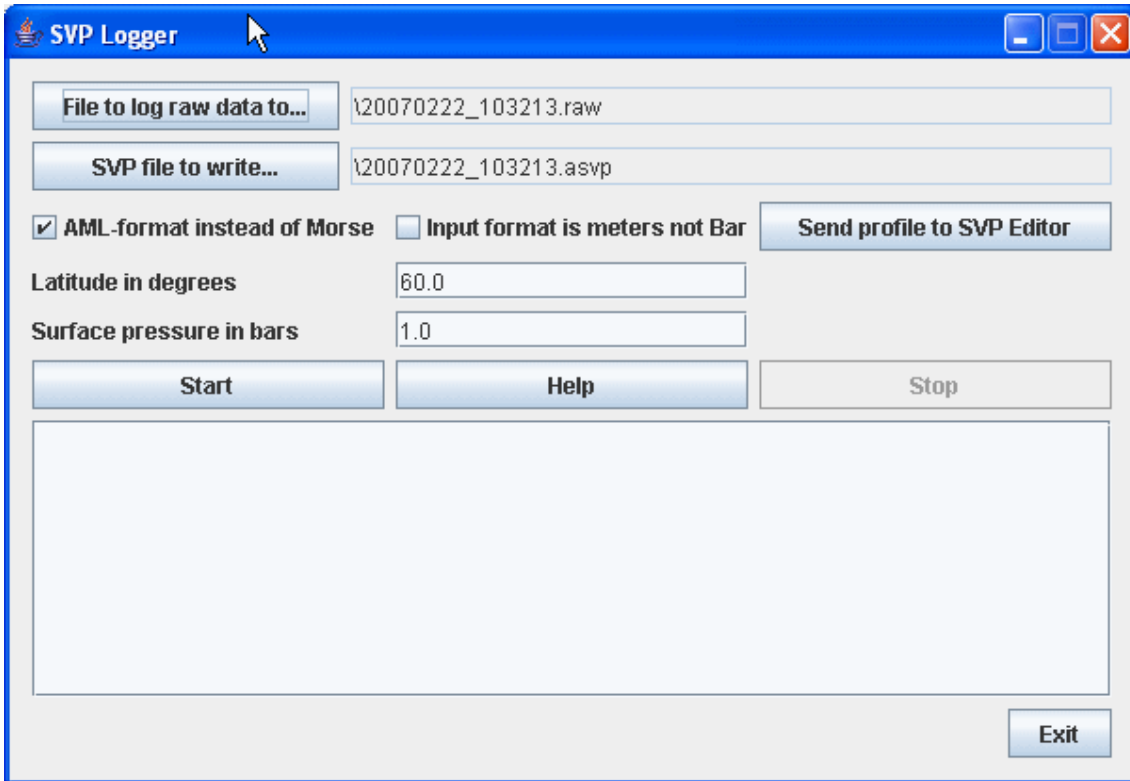 SVP Logger
File to log raw data to... \20070222_103213.raw
SVP file to write... \20070222_103213.asvp
AML-format instead of Morse Input format is meters not Bar Send profile to SVP Editor
Latitude in degrees 60.0
Surface pressure in bars 1.0
Start Help Stop
Exit